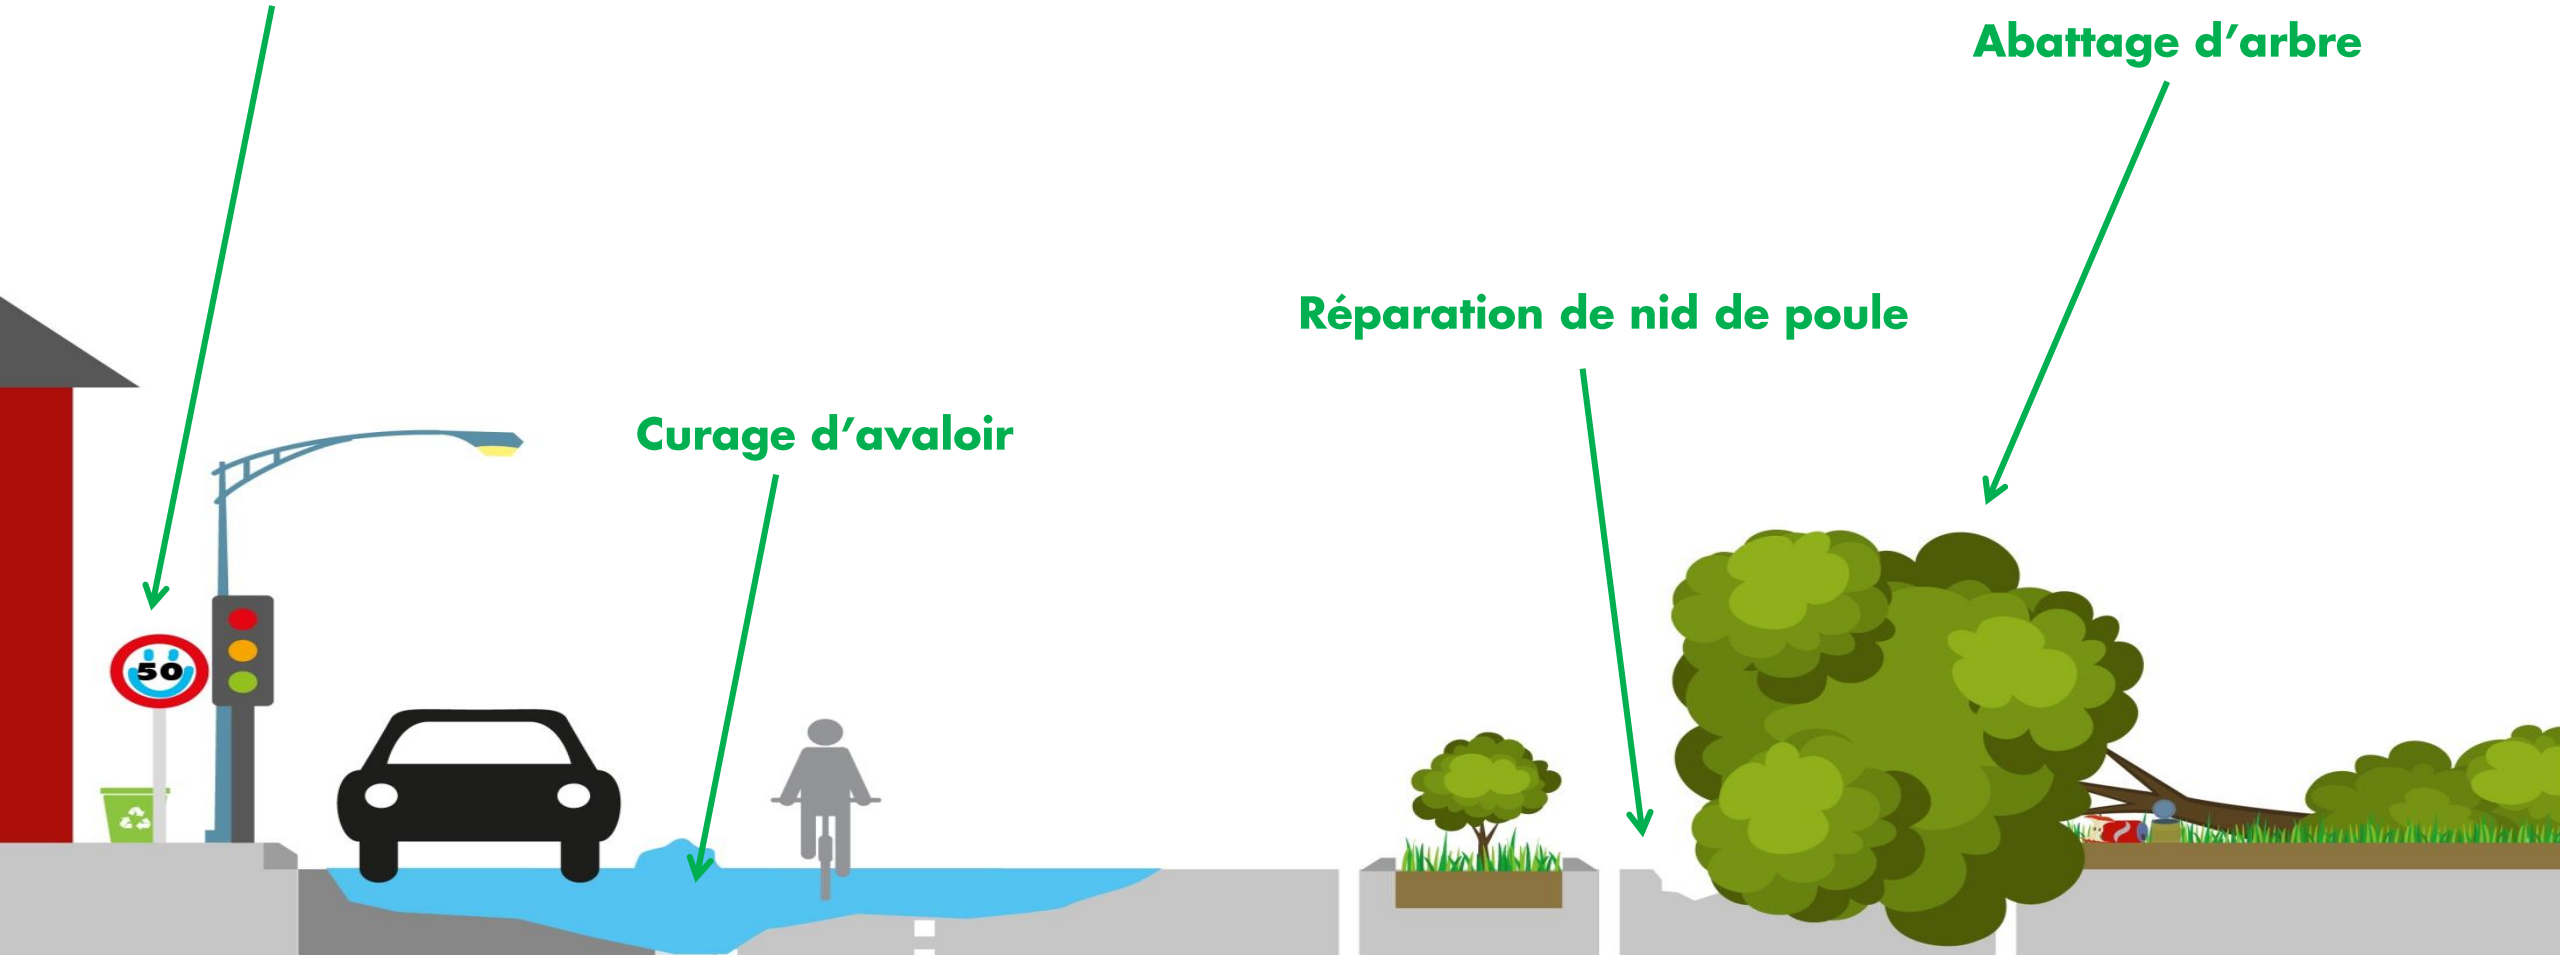 Abattage d’arbre
Réparation de nid de poule
Curage d’avaloir
50